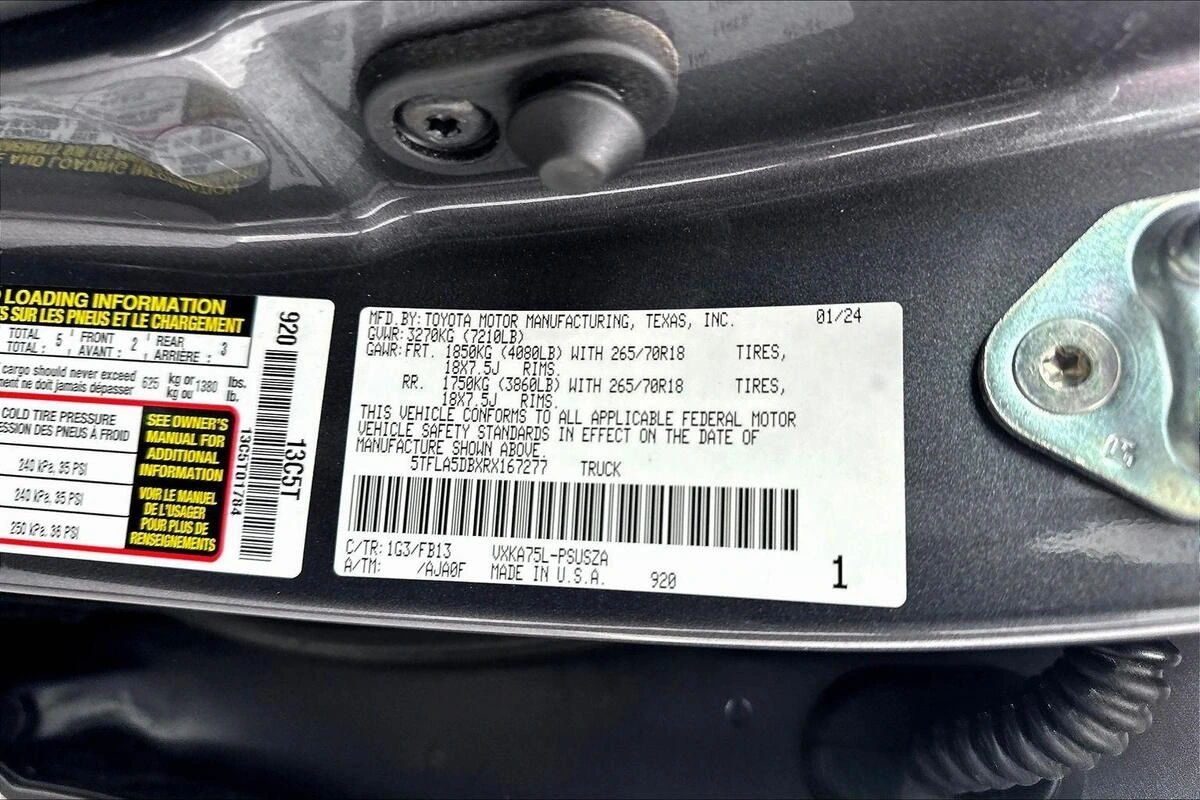 LOADING INFORMATION
SUR LES PNEUS ET LE CHARGEMENT
TOTAL 5 FRONT 2 REAR 3
TOTAL : AVANT : ARRIÈRE :
cargo should never exceed 625 kg or 1380 lbs.
ne doit jamais dépasser kg ou lb.
COLD TIRE PRESSURE
DES PNEUS À FROID
240 kPa, 35 PSI
240 kPa, 35 PSI
250 kPa, 36 PSI
SEE OWNER'S
MANUAL FOR
ADDITIONAL
INFORMATION
VOIR LE MANUEL
DE L'USAGER
POUR PLUS DE
RENSEIGNEMENTS
920
13C5T
13C5T01784
MFD. BY: TOYOTA MOTOR MANUFACTURING, TEXAS, INC. 01/24
GVWR: 3270KG (7210LB)
GAWR: FRT. 1850KG (4080LB) WITH 265/70R18 TIRES,
18X7.5J RIMS.
RR. 1750KG (3860LB) WITH 265/70R18 TIRES,
18X7.5J RIMS.
THIS VEHICLE CONFORMS TO ALL APPLICABLE FEDERAL MOTOR
VEHICLE SAFETY STANDARDS IN EFFECT ON THE DATE OF
MANUFACTURE SHOWN ABOVE.
5TFLA5DBXRX167277 TRUCK
C/TR: 1G3/FB13 VXKA75L-PSUSZA
A/TM: /AJA0F MADE IN U.S.A. 920 1